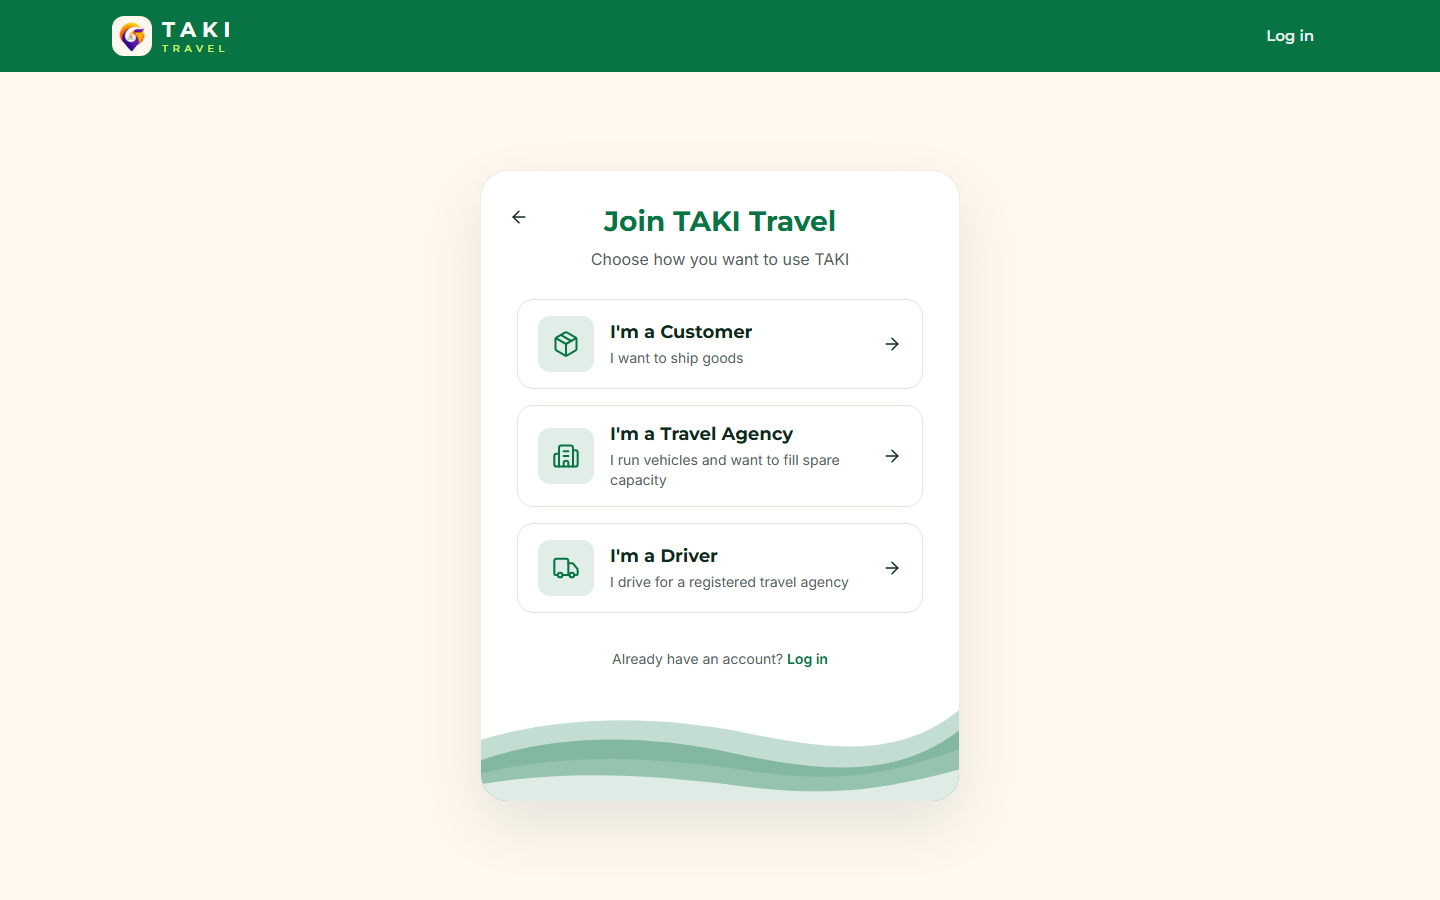 TAKI
TRAVEL
Log in
Join TAKI Travel
Choose how you want to use TAKI
I'm a Customer
I want to ship goods
I'm a Travel Agency
I run vehicles and want to fill spare
capacity
I'm a Driver
I drive for a registered travel agency
Already have an account? Log in